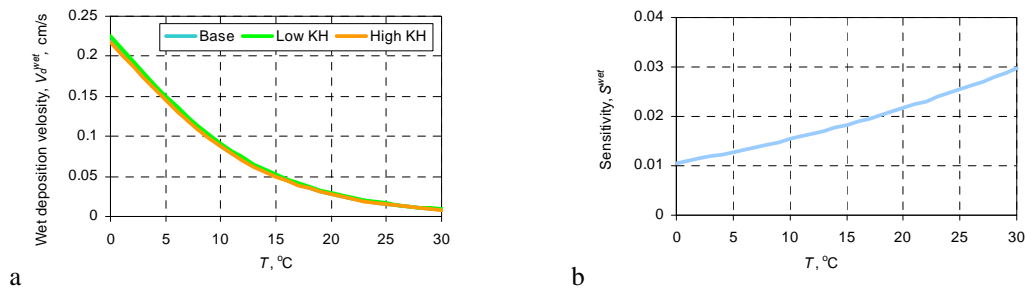 Wet deposition velosity, Vd^wet, cm/s
0.25
0.2
0.15
0.1
0.05
0
Base Low KH High KH
0 5 10 15 20 25 30
T, °C
a
Sensitivity, S^wet
0.04
0.03
0.02
0.01
0
0 5 10 15 20 25 30
T, °C
b